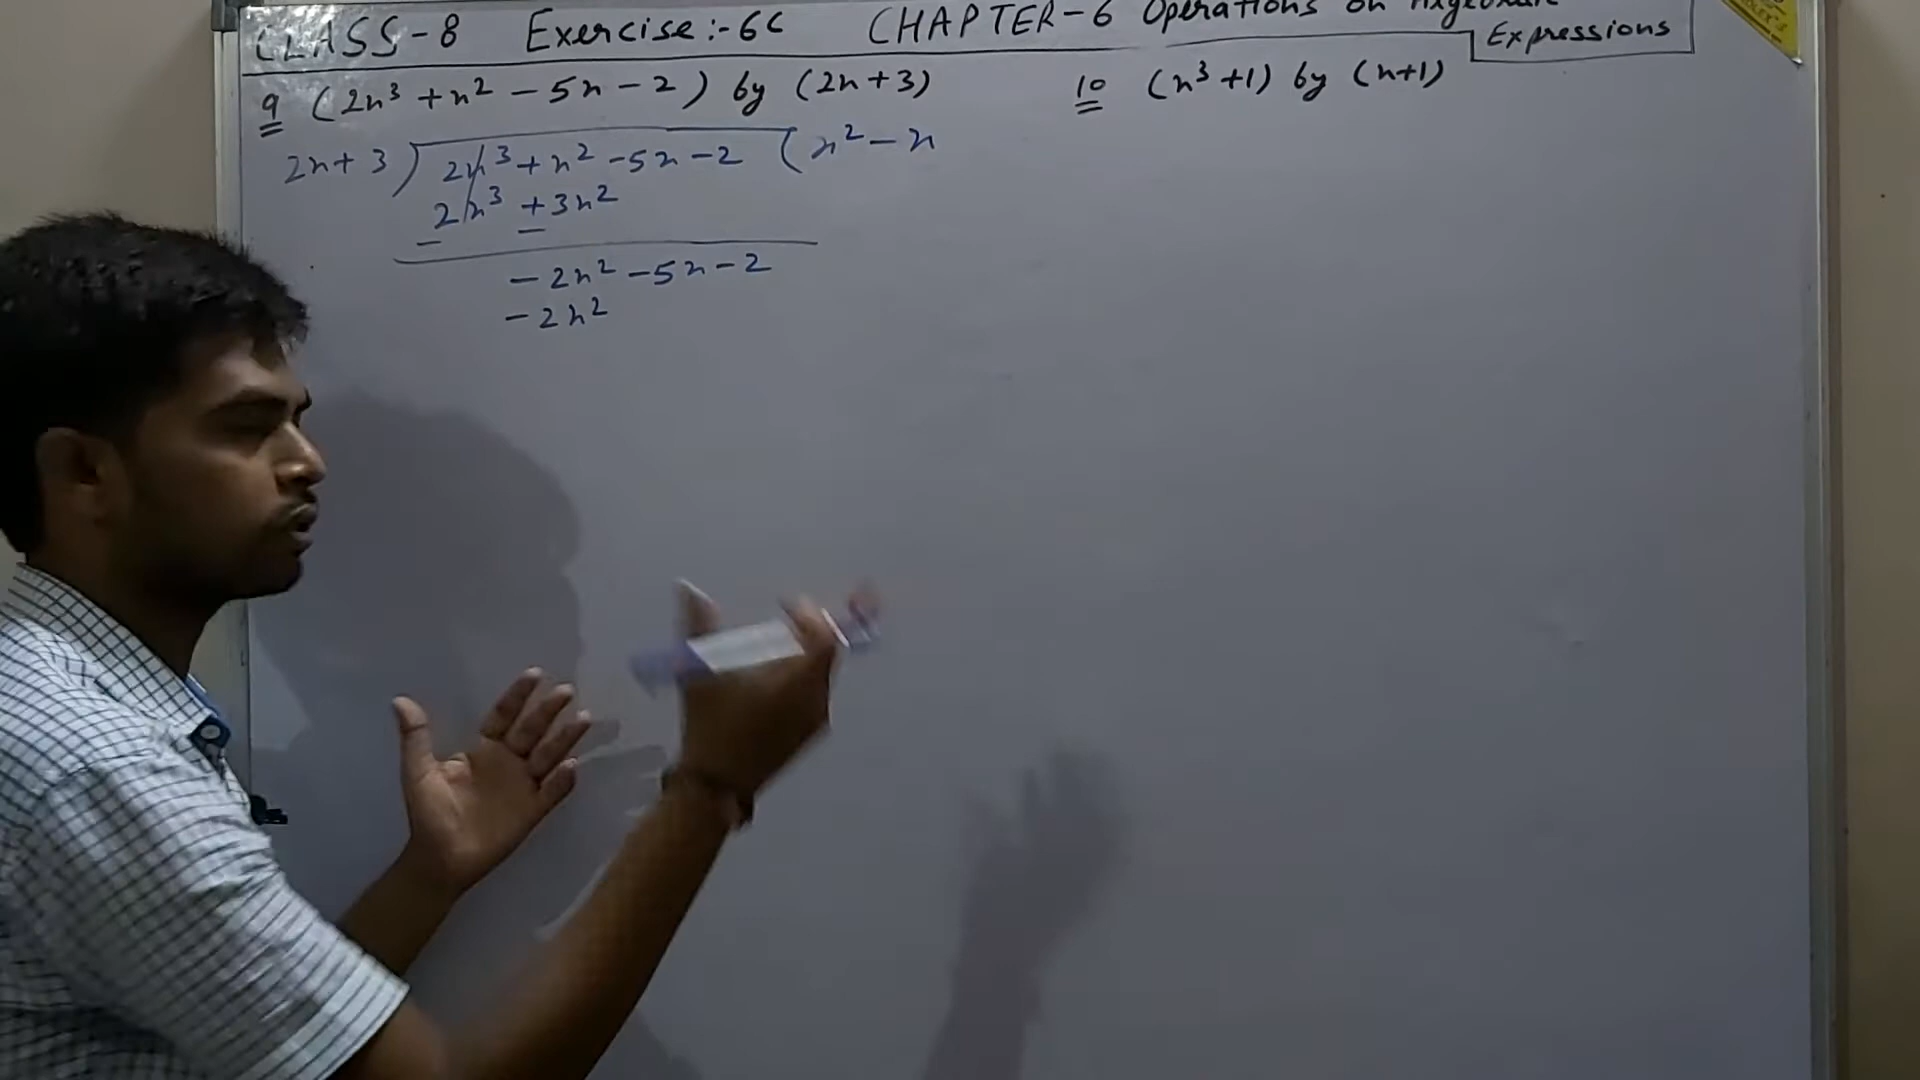 CLASS-8 Exercise:-6C CHAPTER-6 Operations on Algebraic Expressions
9 (2x³ + x² - 5x - 2) by (2x+3)
10 (x³+1) by (x+1)
2x+3 ) 2x³ + x² - 5x - 2 ( x² - x
2x³ + 3x²
- -
- 2x² - 5x - 2
- 2x²